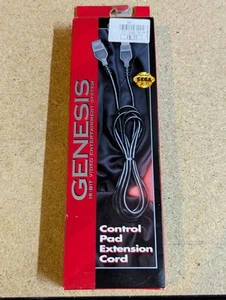 GENESIS
16-BIT VIDEO ENTERTAINMENT SYSTEM
SEGA
Control
Pad
Extension
Cord